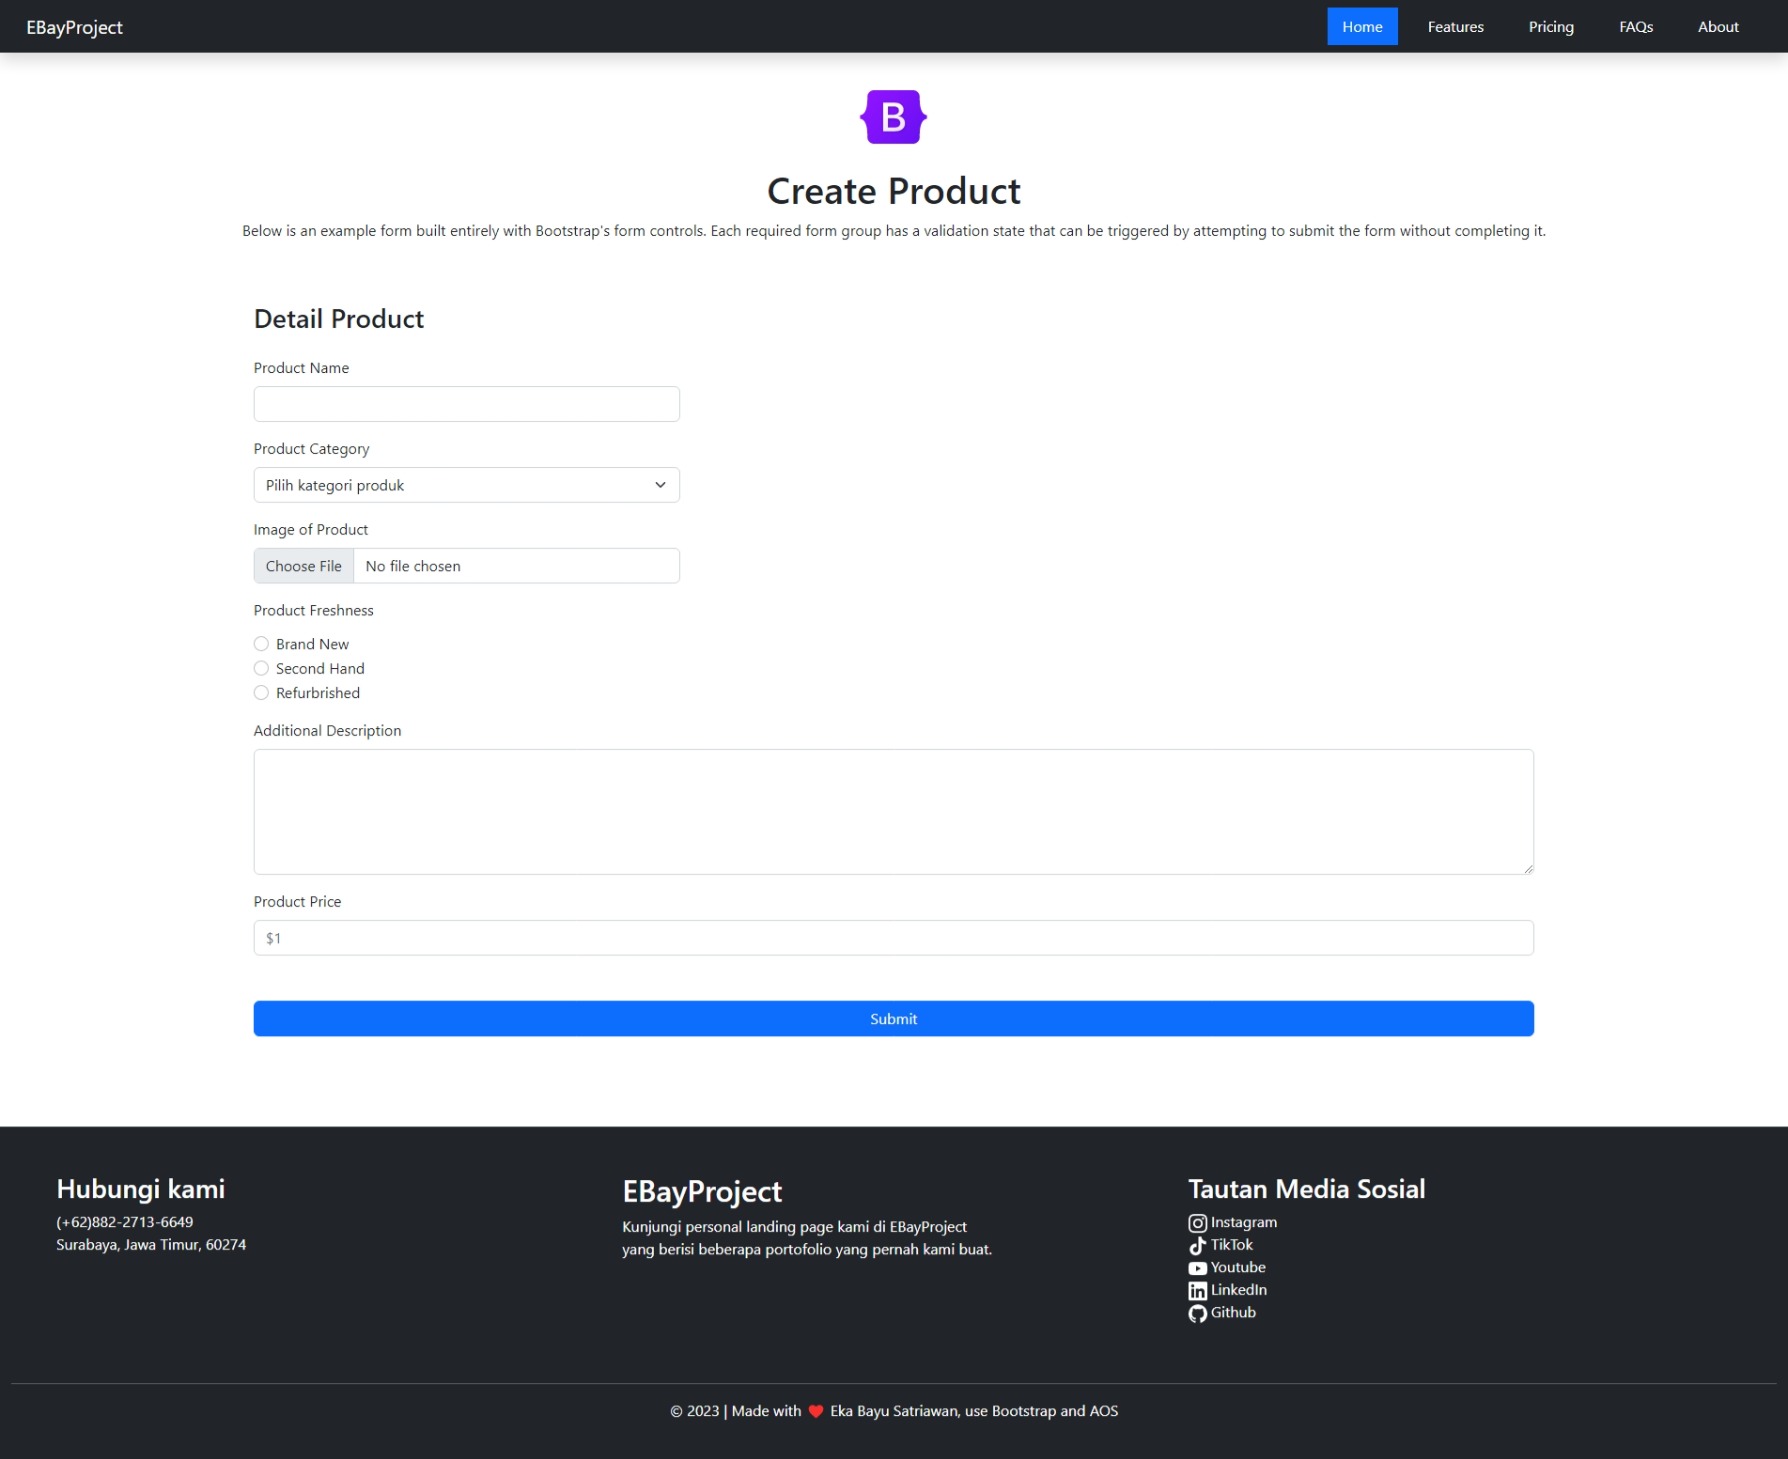 EBayProject
Home Features Pricing FAQs About
B
Create Product
Below is an example form built entirely with Bootstrap's form controls. Each required form group has a validation state that can be triggered by attempting to submit the form without completing it.
Detail Product
Product Name
Product Category
Pilih kategori produk
Image of Product
Choose File No file chosen
Product Freshness
Brand New
Second Hand
Refurbrished
Additional Description
Product Price
$1
Submit
Hubungi kami
(+62)882-2713-6649
Surabaya, Jawa Timur, 60274
EBayProject
Kunjungi personal landing page kami di EBayProject
yang berisi beberapa portofolio yang pernah kami buat.
Tautan Media Sosial
Instagram
TikTok
Youtube
LinkedIn
Github
© 2023 | Made with ❤️ Eka Bayu Satriawan, use Bootstrap and AOS